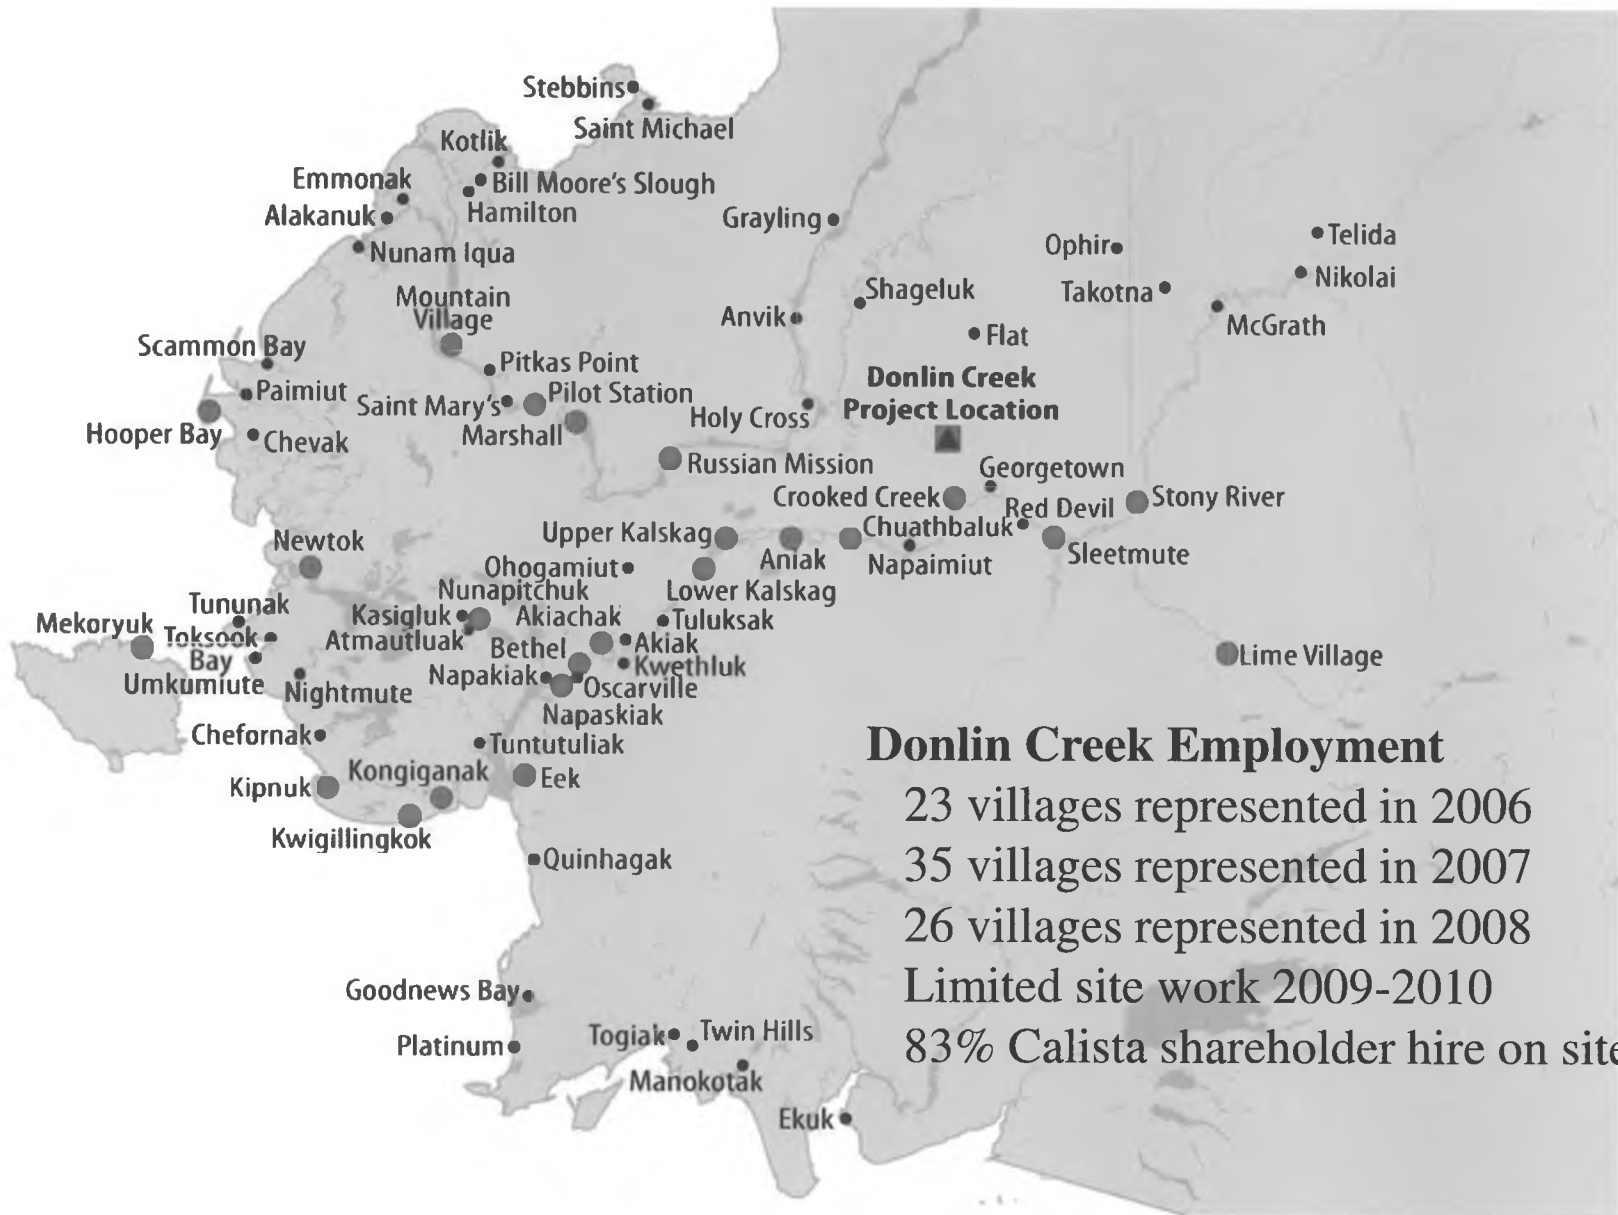 Stebbins
Saint Michael
Kotlik
Emmonak
Bill Moore's Slough
Alakanuk
Hamilton
Grayling
Nunam Iqua
Ophir
Telida
Nikolai
Mountain
Village
Shageluk
Takotna
Anvik
McGrath
Flat
Scammon Bay
Pitkas Point
Paimiut
Pilot Station
Saint Mary's
Donlin Creek
Project Location
Holy Cross
Hooper Bay
Chevak
Marshall
Russian Mission
Georgetown
Crooked Creek
Red Devil
Stony River
Newtok
Upper Kalskag
Chuathbaluk
Aniak
Napaimiut
Sleetmute
Ohogamiut
Nunapitchuk
Lower Kalskag
Tununak
Kasigluk
Akiachak
Tuluksak
Mekoryuk
Toksook
Bay
Atmautluak
Bethel
Akiak
Kwethluk
Lime Village
Umkumiute
Nightmute
Napakiak
Oscarville
Napaskiak
Chefornak
Tuntutuliak
Kipnuk
Kongiganak
Eek
Kwigillingkok
Quinhagak
Donlin Creek Employment
23 villages represented in 2006
35 villages represented in 2007
26 villages represented in 2008
Limited site work 2009-2010
83% Calista shareholder hire on site
Goodnews Bay
Platinum
Togiak
Twin Hills
Manokotak
Ekuk